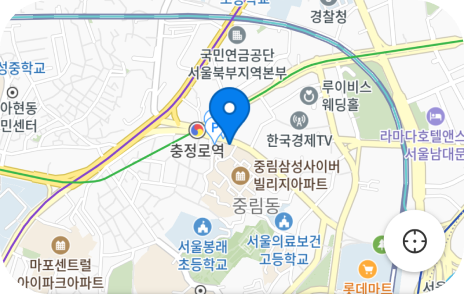 경찰청
국민연금공단
서울북부지역본부
성중학교
루이비스
웨딩홀
아현동
민센터
P
한국경제TV
라마다호텔앤스
서울남대문
충정로역
중림삼성사이버
빌리지아파트
중림동
서울봉래
초등학교
서울의료보건
고등학교
마포센트럴
아이파크아파트
롯데마트